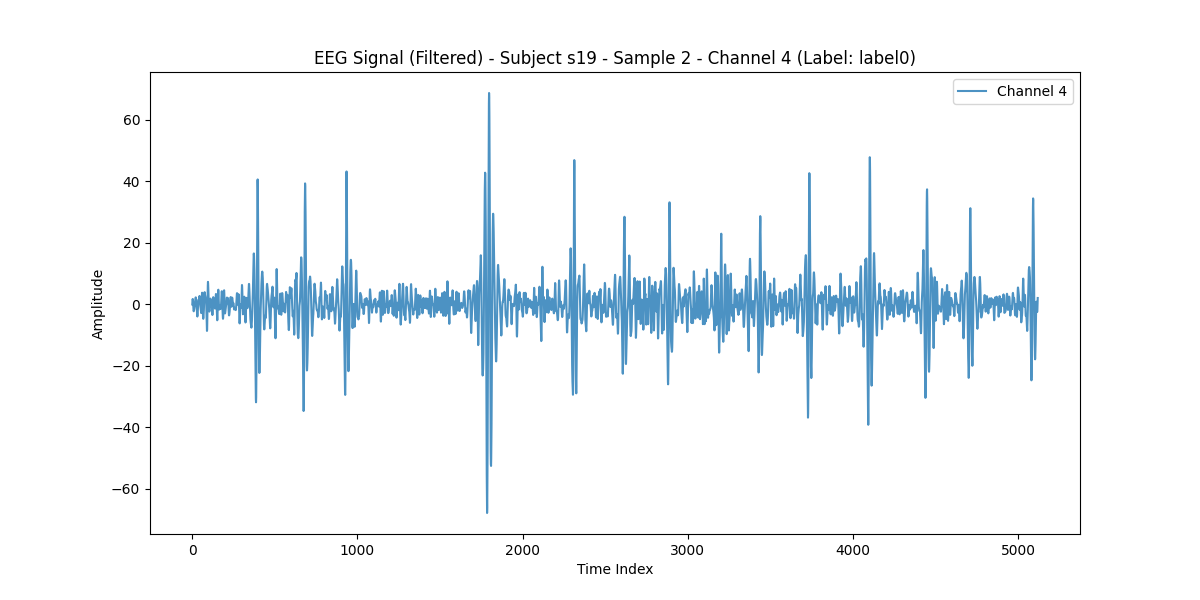 EEG Signal (Filtered) - Subject s19 - Sample 2 - Channel 4 (Label: label0)
Channel 4
60
40
20
0
−20
−40
−60
Amplitude
0 1000 2000 3000 4000 5000
Time Index